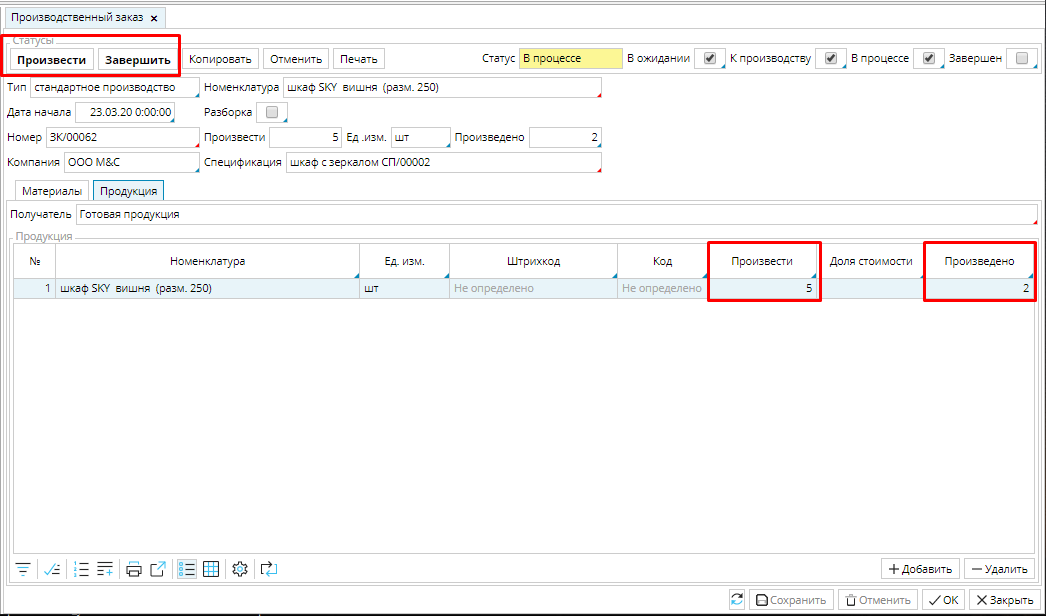 Производственный заказ ×
Статусы
Произвести Завершить Копировать Отменить Печать Статус В процессе В ожидании К производству В процессе Завершен
Тип стандартное производство Номенклатура шкаф SKY вишня (разм. 250)
Дата начала 23.03.20 0:00:00 Разборка
Номер ЗК/00062 Произвести 5 Ед .изм. шт Произведено 2
Компания ООО M&C Спецификация шкаф с зеркалом СП/00002
Материалы Продукция
Получатель Готовая продукция
Продукция
№ Номенклатура Ед. изм. Штрихкод Код Произвести Доля стоимости Произведено
1 шкаф SKY вишня (разм. 250) шт Не определено Не определено 5 2
Добавить Удалить
Сохранить Отменить OK Закрыть